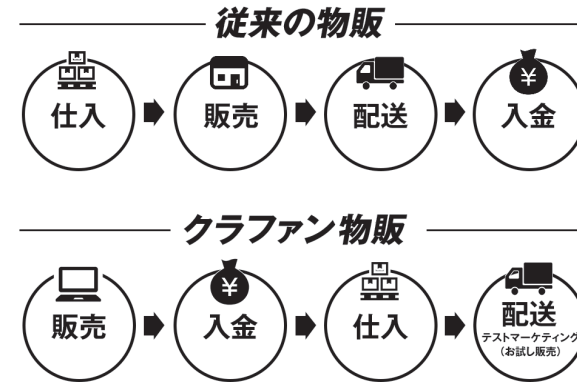 従来の物販
仕入
販売
配送
¥
入金
クラファン物販
販売
¥
入金
仕入
配送
テストマーケティング
(お試し販売)